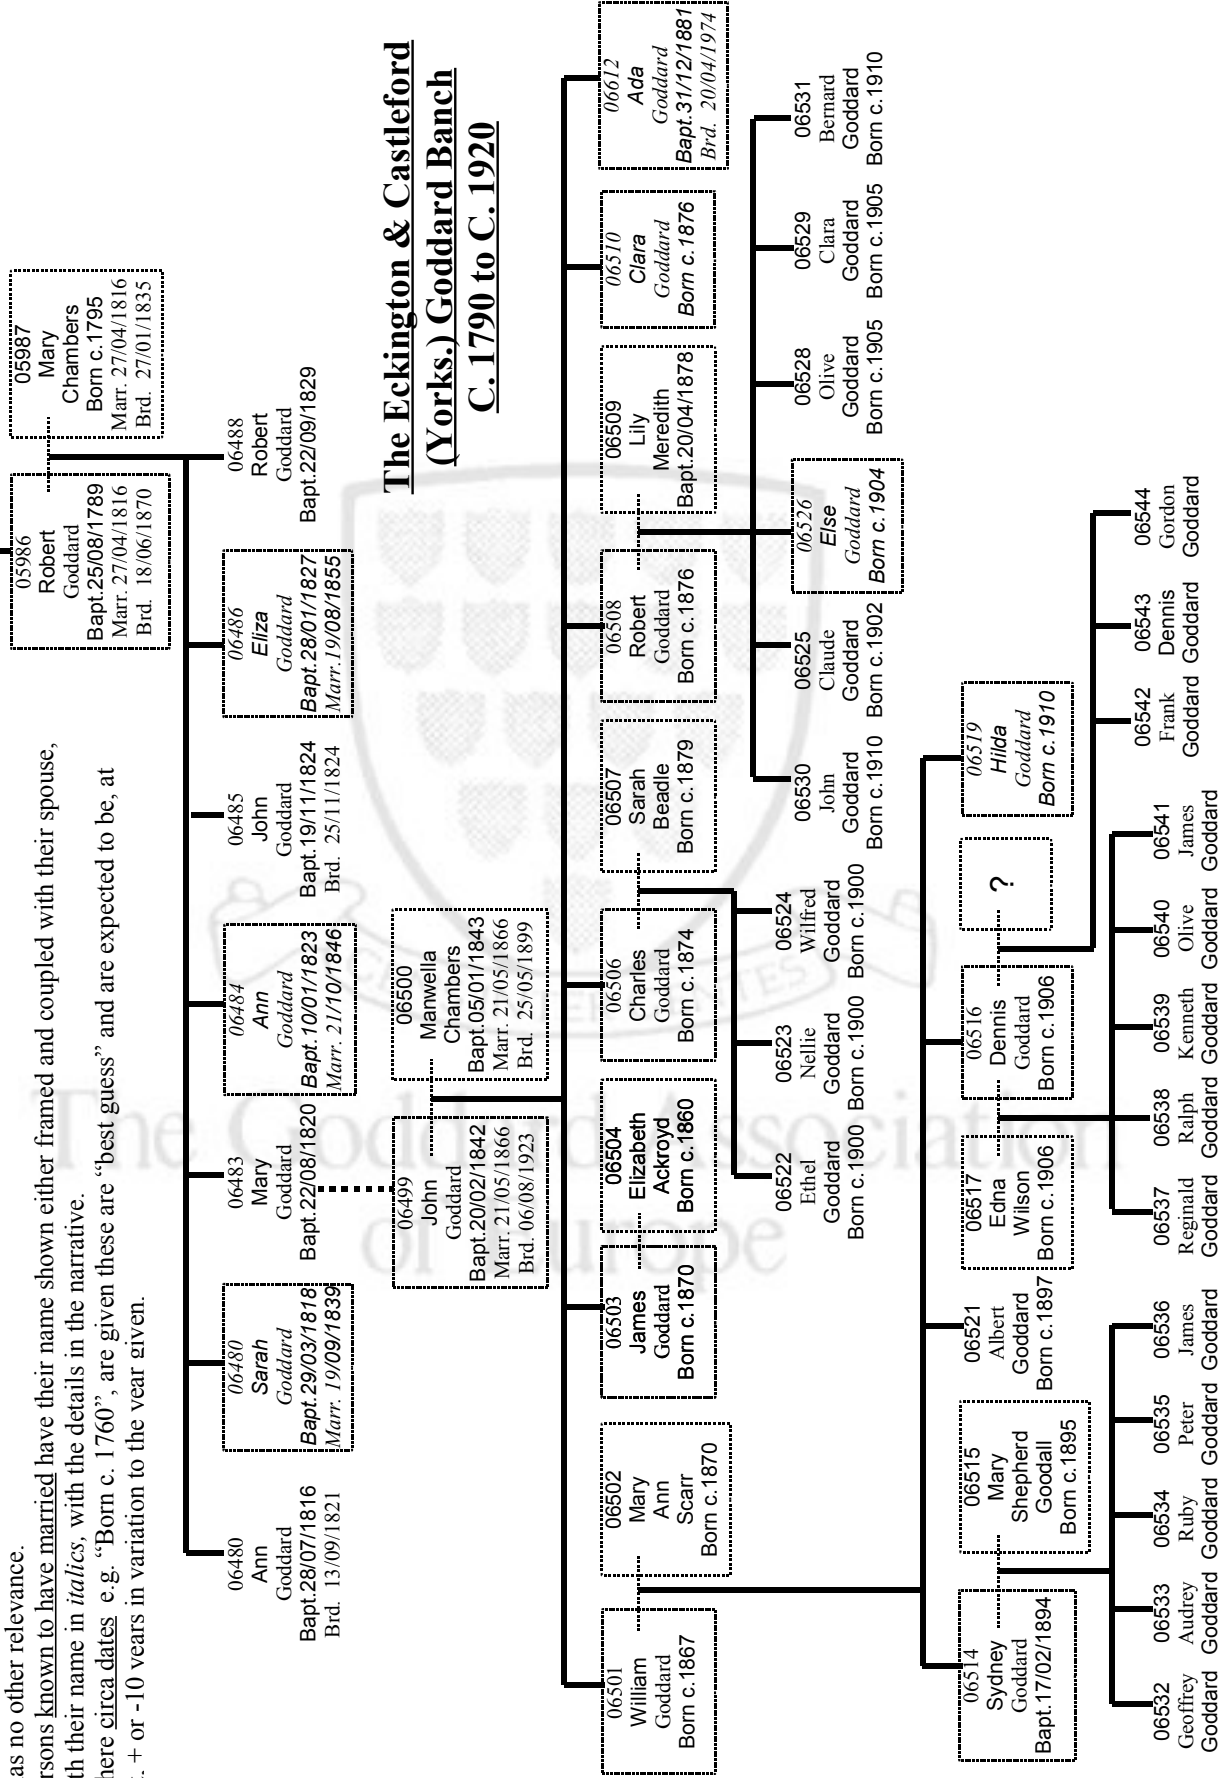 as no other relevance.
rsons known to have married have their name shown either framed and coupled with their spouse,
th their name in italics, with the details in the narrative.
here circa dates e.g. “Born c. 1760”, are given these are “best guess” and are expected to be, at
+ or -10 years in variation to the year given.
05986
Robert
Goddard
Bapt.25/08/1789
Marr. 27/04/1816
Brd. 18/06/1870
05987
Mary
Chambers
Born c.1795
Marr. 27/04/1816
Brd. 27/01/1835
06480
Ann
Goddard
Bapt.28/07/1816
Brd. 13/09/1821
06480
Sarah
Goddard
Bapt.29/03/1818
Marr. 19/09/1839
06483
Mary
Goddard
Bapt.22/08/1820
06484
Ann
Goddard
Bapt. 10/01/1823
Marr. 21/10/1846
06485
John
Goddard
Bapt.19/11/1824
Brd. 25/11/1824
06486
Eliza
Goddard
Bapt.28/01/1827
Marr.19/08/1855
06488
Robert
Goddard
Bapt.22/09/1829
The Eckington & Castleford
(Yorks.) Goddard Banch
C. 1790 to C. 1920
06499
John
Goddard
Bapt.20/02/1842
Marr. 21/05/1866
Brd. 06/08/1923
06500
Manwella
Chambers
Bapt.05/01/1843
Marr. 21/05/1866
Brd. 25/05/1899
06501
William
Goddard
Born c.1867
06502
Mary
Ann
Scarr
Born c.1870
06503
James
Goddard
Born c.1870
06504
Elizabeth
Ackroyd
Born c.1860
06506
Charles
Goddard
Born c.1874
06507
Sarah
Beadle
Born c.1879
06508
Robert
Goddard
Born c.1876
06509
Lily
Meredith
Bapt.20/04/1878
06510
Clara
Goddard
Born c.1876
06612
Ada
Goddard
Bapt.31/12/1881
Brd. 20/04/1974
06522
Ethel
Goddard
Born c.1900
06523
Nellie
Goddard
Born c.1900
06524
Wilfred
Goddard
Born c.1900
06530
John
Goddard
Born c.1910
06525
Claude
Goddard
Born c.1902
06526
Else
Goddard
Born c.1904
06528
Olive
Goddard
Born c.1905
06529
Clara
Goddard
Born c.1905
06531
Bernard
Goddard
Born c.1910
06514
Sydney
Goddard
Bapt.17/02/1894
06515
Mary
Shepherd
Goodall
Born c.1895
06521
Albert
Goddard
Born c.1897
06517
Edna
Wilson
Born c.1906
06516
Dennis
Goddard
Born c.1906
?
06519
Hilda
Goddard
Born c.1910
06532
Geoffrey
Goddard
06533
Audrey
Goddard
06534
Ruby
Goddard
06535
Peter
Goddard
06536
James
Goddard
06537
Reginald
Goddard
06538
Ralph
Goddard
06539
Kenneth
Goddard
06540
Olive
Goddard
06541
James
Goddard
06542
Frank
Goddard
06543
Dennis
Goddard
06544
Gordon
Goddard
The Goddard Association
of Europe